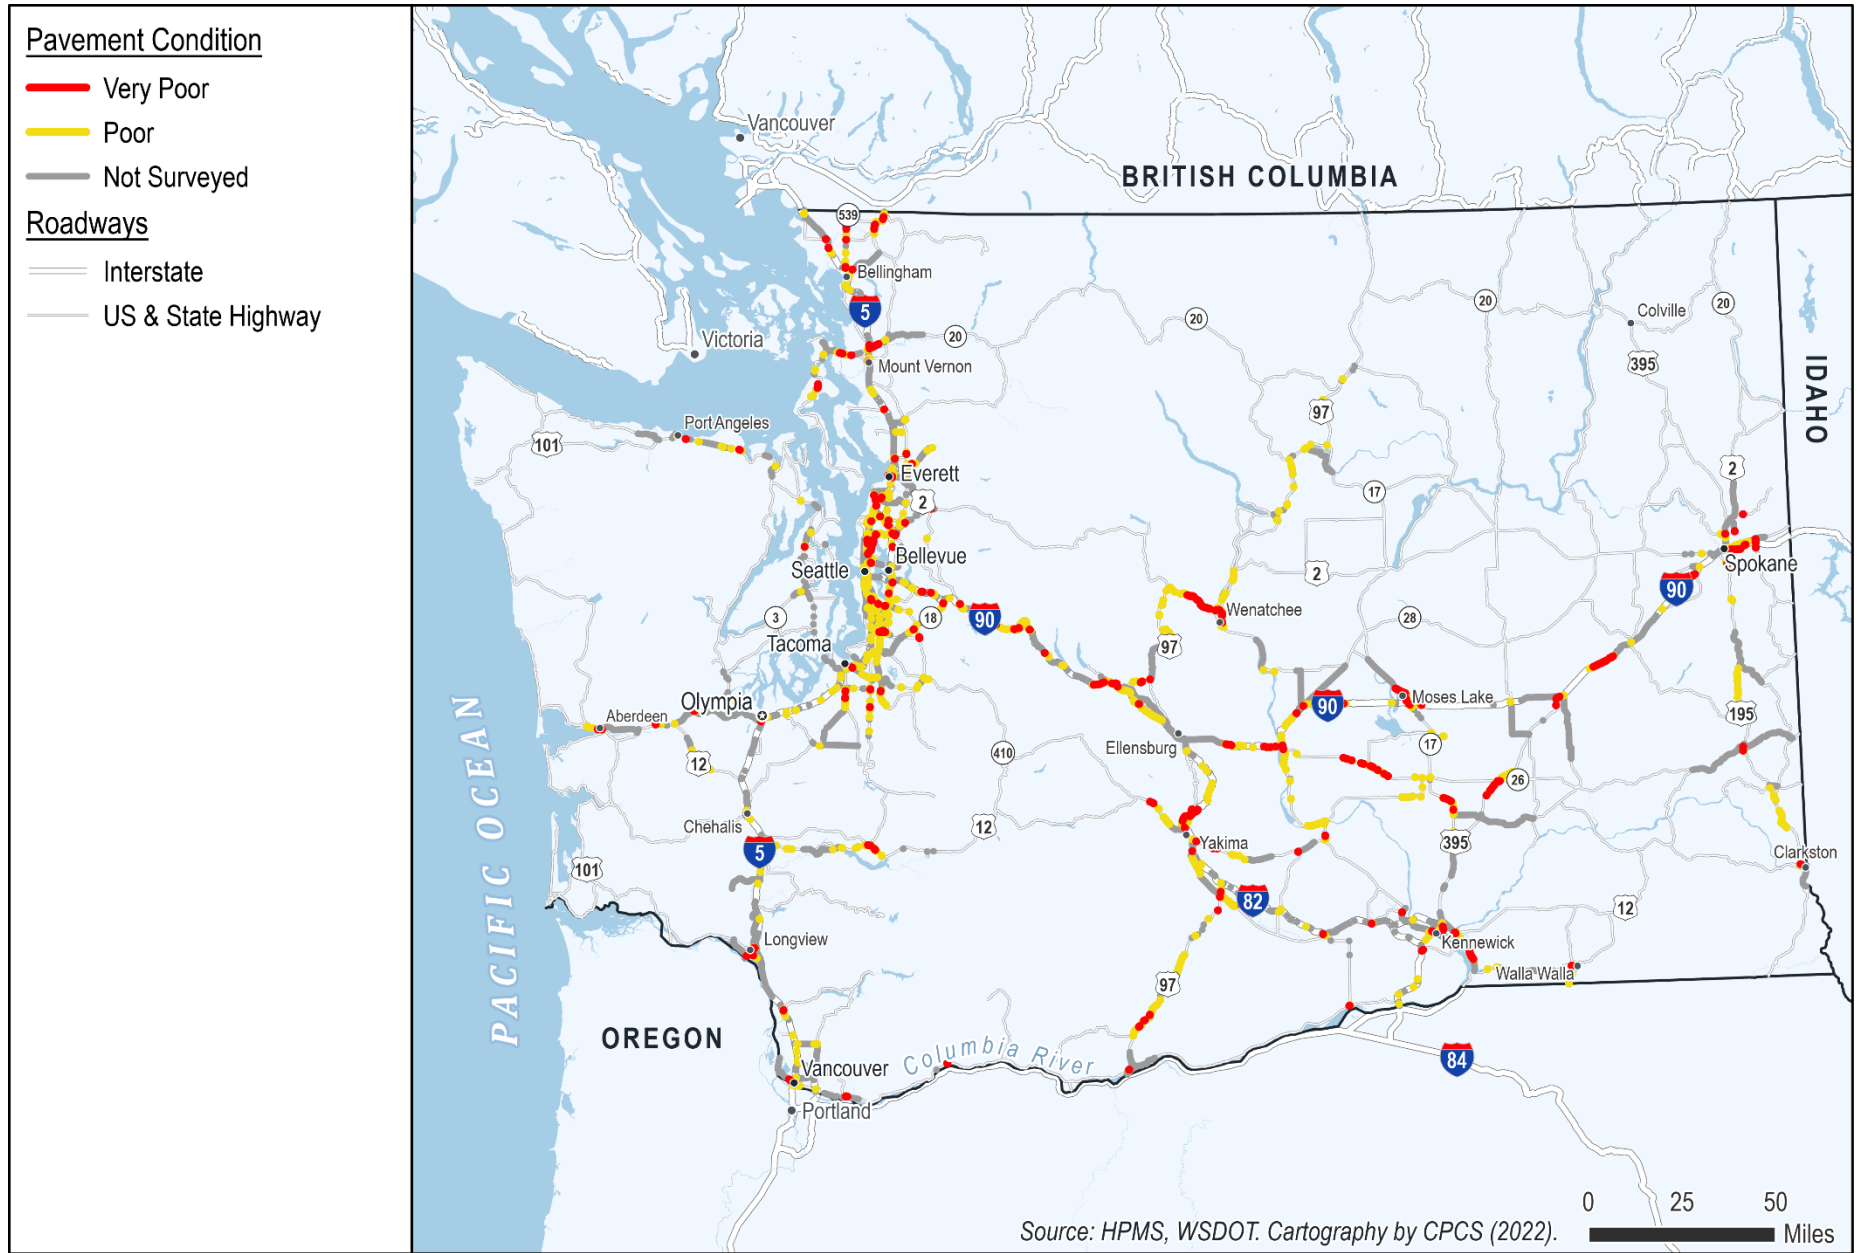 Pavement Condition
Very Poor
Poor
Not Surveyed
Roadways
Interstate
US & State Highway
Vancouver
BRITISH COLUMBIA
539
Bellingham
5
20
20
20
20
Colville
Victoria
Mount Vernon
395
IDAHO
97
Port Angeles
101
Everett
2
2
17
Bellevue
Seattle
Spokane
2
90
Wenatchee
3
18
90
28
Tacoma
97
Olympia
Moses Lake
90
195
Aberdeen
PACIFIC OCEAN
Ellensburg
17
410
12
26
Chehalis
12
5
Yakima
395
Clarkston
101
82
12
Longview
Kennewick
Walla Walla
97
OREGON
Columbia River
84
Vancouver
Portland
0 25 50
Miles
Source: HPMS, WSDOT. Cartography by CPCS (2022).